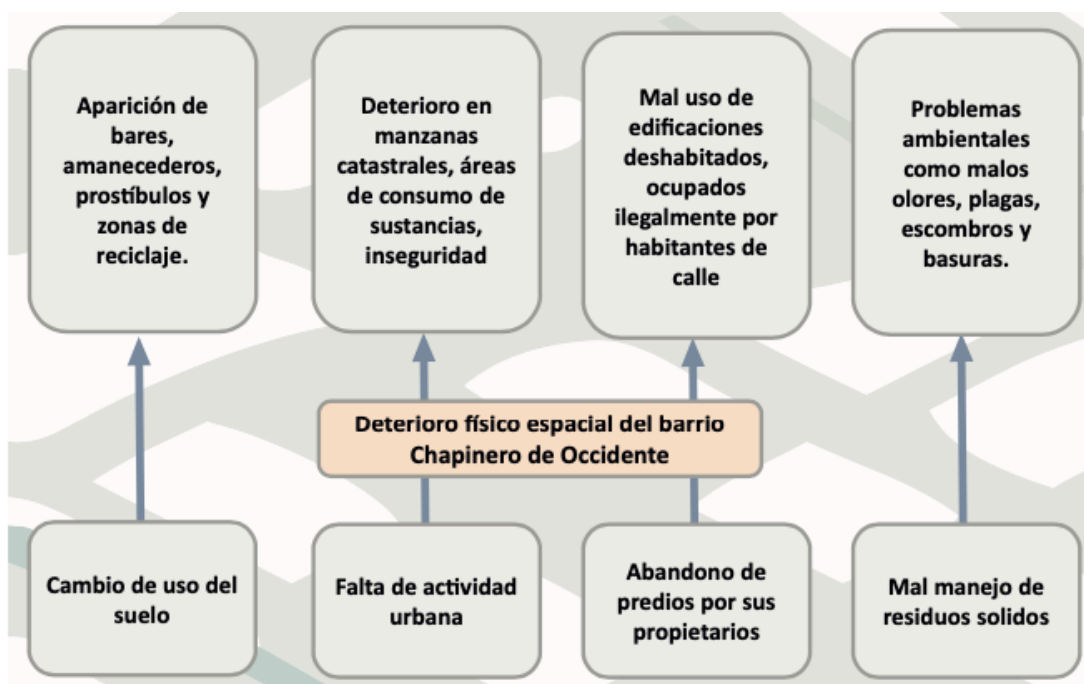 Aparición de
bares,
amanecederos,
prostíbulos y
zonas de
reciclaje.
Deterioro en
manzanas
catastrales, áreas
de consumo de
sustancias,
inseguridad
Mal uso de
edificaciones
deshabitados,
ocupados
ilegalmente por
habitantes de
calle
Problemas
ambientales
como malos
olores, plagas,
escombros y
basuras.
Deterioro físico espacial del barrio
Chapinero de Occidente
Cambio de uso del
suelo
Falta de actividad
urbana
Abandono de
predios por sus
propietarios
Mal manejo de
residuos solidos